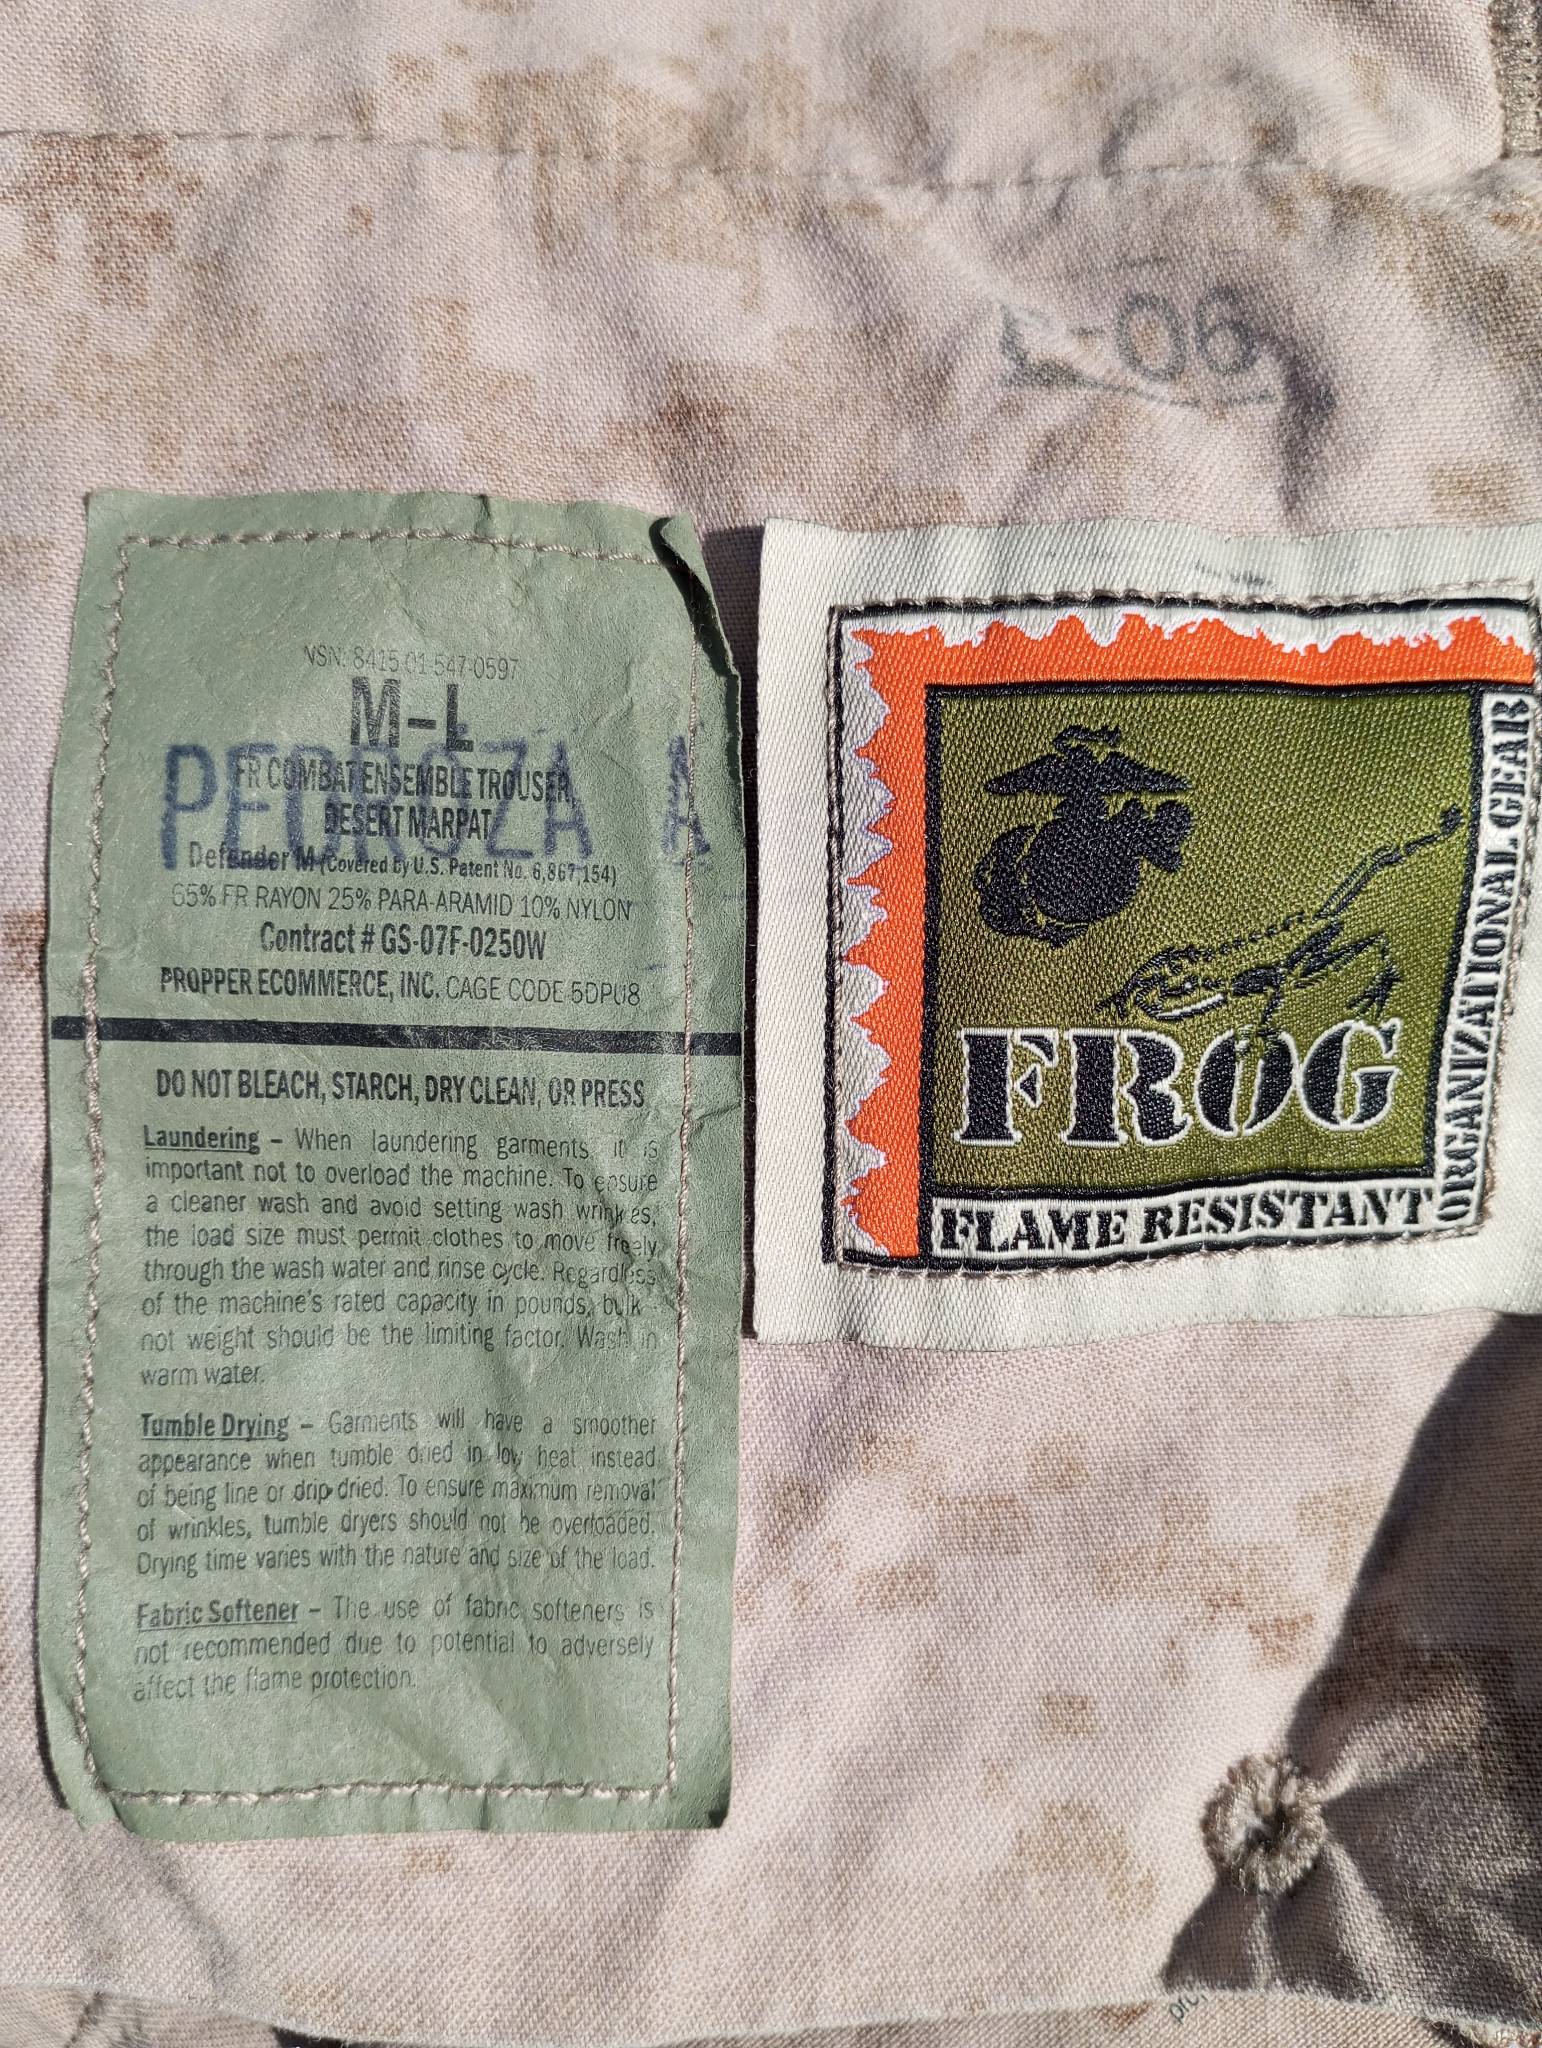 -06
NSN: 8415-01-547-0597
M-L
PEDROZA A
FR COMBAT ENSEMBLE TROUSER,
DESERT MARPAT
Defender M (Covered by U.S. Patent No. 6,867,154)
65% FR RAYON 25% PARA-ARAMID 10% NYLON
Contract # GS-07F-0250W
PROPPER ECOMMERCE, INC. CAGE CODE 5DPU8
DO NOT BLEACH, STARCH, DRY CLEAN, OR PRESS
Laundering – When laundering garments it is
important not to overload the machine. To ensure
a cleaner wash and avoid setting wash wrinkles,
the load size must permit clothes to move freely
through the wash water and rinse cycle. Regardless
of the machine's rated capacity in pounds, bulk -
not weight should be the limiting factor. Wash in
warm water.
Tumble Drying – Garments will have a smoother
appearance when tumble dried in low heat instead
of being line or drip dried. To ensure maximum removal
of wrinkles, tumble dryers should not be overloaded.
Drying time varies with the nature and size of the load.
Fabric Softener – The use of fabric softeners is
not recommended due to potential to adversely
affect the flame protection.
FROG
FLAME RESISTANT
ORGANIZATIONAL GEAR